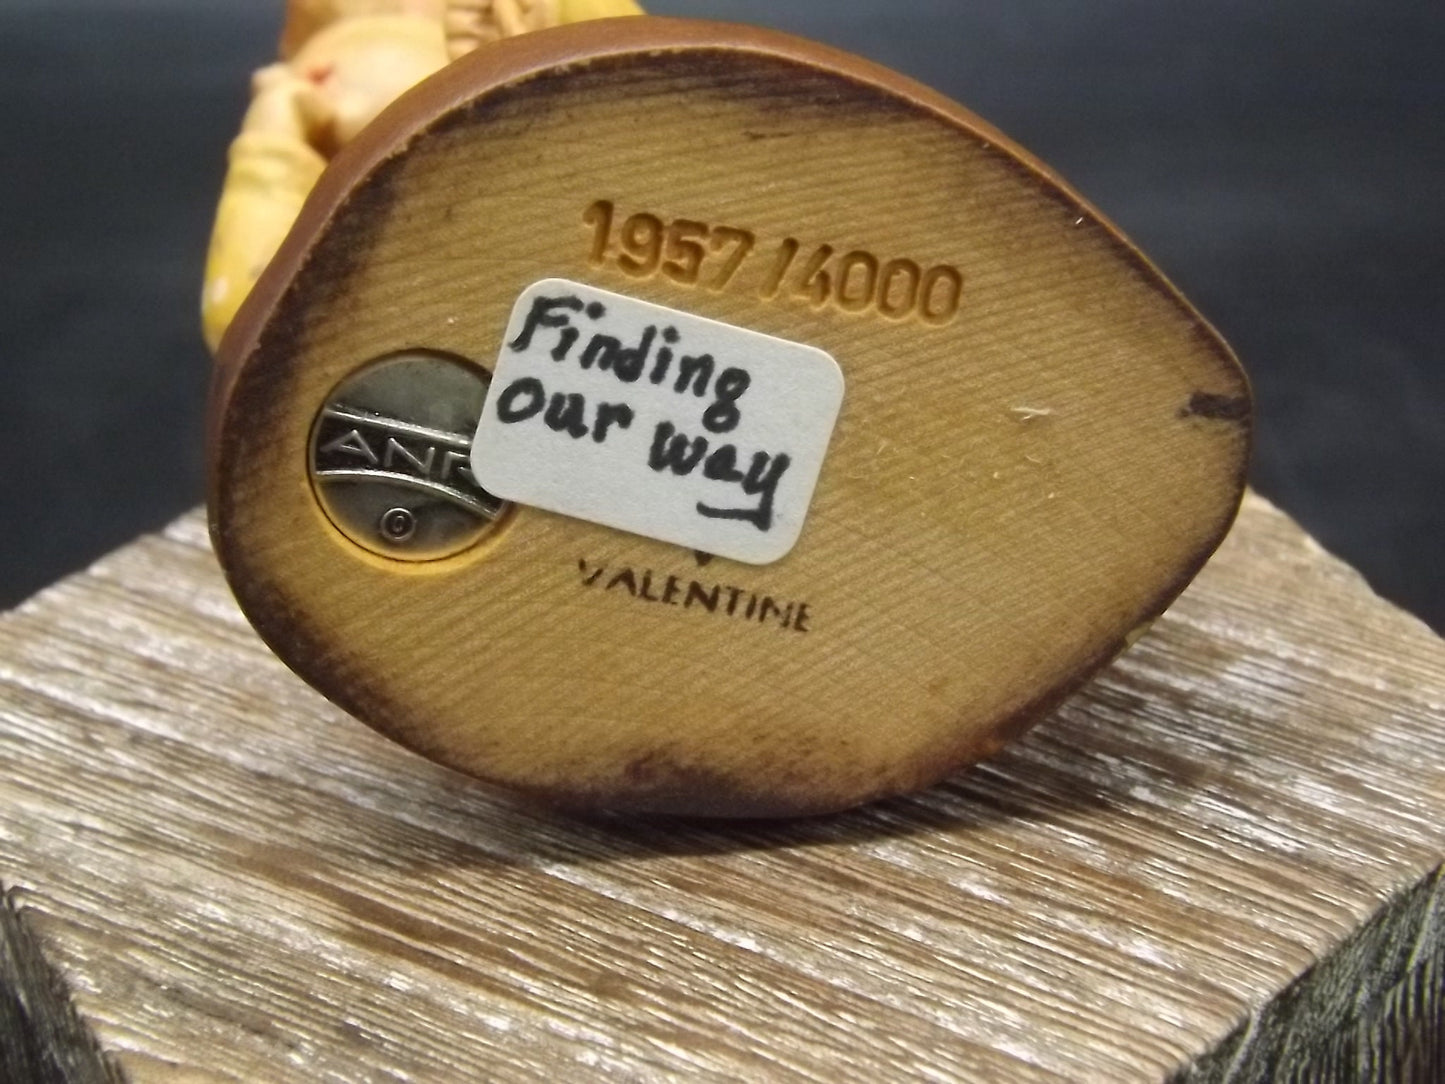 1957/4000
Finding
our way
ANR
VALENTINE